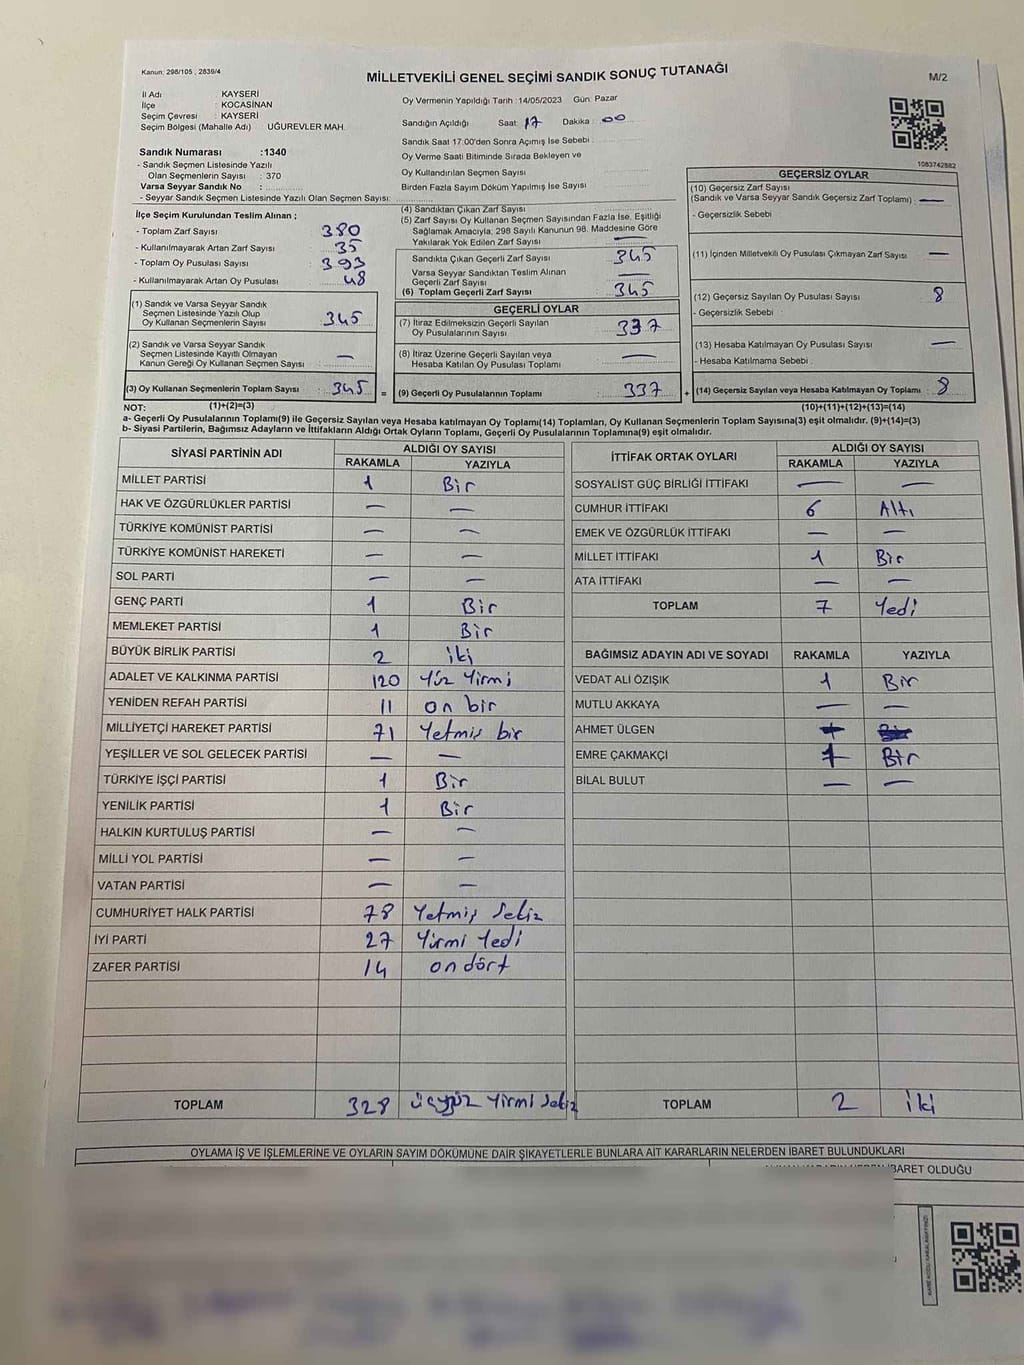 Kanun: 298/105 , 2839/4
MİLLETVEKİLİ GENEL SEÇİMİ SANDIK SONUÇ TUTANAĞI
M/2
İl Adı : KAYSERİ
İlçe : KOCASİNAN
Seçim Çevresi : KAYSERİ
Seçim Bölgesi (Mahalle Adı) UĞUREVLER MAH.
Sandık Numarası :1340
- Sandık Seçmen Listesinde Yazılı
Olan Seçmenlerin Sayısı : 370
Varsa Seyyar Sandık No :
- Seyyar Sandık Seçmen Listesinde Yazılı Olan Seçmen Sayısı:
Oy Vermenin Yapıldığı Tarih :14/05/2023 Gün: Pazar
Sandığın Açıldığı Saat: 17 Dakika: 00
Sandık Saat 17:00'den Sonra Açımış İse Sebebi :
Oy Verme Saati Bitiminde Sırada Bekleyen ve
Oy Kullandırılan Seçmen Sayısı
Birden Fazla Sayım Döküm Yapılmış İse Sayısı
1083742882
İlçe Seçim Kurulundan Teslim Alınan ;
- Toplam Zarf Sayısı 380
- Kullanılmayarak Artan Zarf Sayısı 35
- Toplam Oy Pusulası Sayısı 393
- Kullanılmayarak Artan Oy Pusulası 48
(1) Sandık ve Varsa Seyyar Sandık
Seçmen Listesinde Yazılı Olup
Oy Kullanan Seçmenlerin Sayısı 345
(2) Sandık ve Varsa Seyyar Sandık
Seçmen Listesinde Kayıtlı Olmayan
Kanun Gereği Oy Kullanan Seçmen Sayısı —
(3) Oy Kullanan Seçmenlerin Toplam Sayısı : 345 =
(4) Sandıktan Çıkan Zarf Sayısı
(5) Zarf Sayısı Oy Kullanan Seçmen Sayısından Fazla İse, Eşitliği
Sağlamak Amacıyla; 298 Sayılı Kanunun 98. Maddesine Göre
Yakılarak Yok Edilen Zarf Sayısı —
Sandıkta Çıkan Geçerli Zarf Sayısı 345
Varsa Seyyar Sandıktan Teslim Alınan
Geçerli Zarf Sayısı —
(6) Toplam Geçerli Zarf Sayısı 345
GEÇERLİ OYLAR
(7) İtiraz Edilmeksizin Geçerli Sayılan
Oy Pusulalarının Sayısı : 337
(8) İtiraz Üzerine Geçerli Sayılan veya
Hesaba Katılan Oy Pusulası Toplamı : —
(9) Geçerli Oy Pusulalarının Toplamı : 337 +
GEÇERSİZ OYLAR
(10) Geçersiz Zarf Sayısı
(Sandık ve Varsa Seyyar Sandık Geçersiz Zarf Toplamı) —
- Geçersizlik Sebebi
(11) İçinden Milletvekili Oy Pusulası Çıkmayan Zarf Sayısı —
(12) Geçersiz Sayılan Oy Pusulası Sayısı 8
- Geçersizlik Sebebi :
(13) Hesaba Katılmayan Oy Pusulası Sayısı —
- Hesaba Katılmama Sebebi :
(14) Geçersiz Sayılan veya Hesaba Katılmayan Oy Toplamı 8
NOT: (1)+(2)=(3) (10)+(11)+(12)+(13)=(14)
a- Geçerli Oy Pusulalarının Toplamı(9) ile Geçersiz Sayılan veya Hesaba katılmayan Oy Toplamı(14) Toplamları, Oy Kullanan Seçmenlerin Toplam Sayısına(3) eşit olmalıdır. (9)+(14)=(3)
b- Siyasi Partilerin, Bağımsız Adayların ve İttifakların Aldığı Ortak Oyların Toplamı, Geçerli Oy Pusulalarının Toplamına(9) eşit olmalıdır.
SİYASİ PARTİNİN ADI ALDIĞI OY SAYISI
RAKAMLA YAZIYLA
MİLLET PARTİSİ 1 Bir
HAK VE ÖZGÜRLÜKLER PARTİSİ — —
TÜRKİYE KOMÜNİST PARTİSİ — —
TÜRKİYE KOMÜNİST HAREKETİ — —
SOL PARTİ — —
GENÇ PARTİ 1 Bir
MEMLEKET PARTİSİ 1 Bir
BÜYÜK BİRLİK PARTİSİ 2 iki
ADALET VE KALKINMA PARTİSİ 120 Yüz Yirmi
YENİDEN REFAH PARTİSİ 11 on bir
MİLLİYETÇİ HAREKET PARTİSİ 71 Yetmiş bir
YEŞİLLER VE SOL GELECEK PARTİSİ — —
TÜRKİYE İŞÇİ PARTİSİ 1 Bir
YENİLİK PARTİSİ 1 Bir
HALKIN KURTULUŞ PARTİSİ — —
MİLLİ YOL PARTİSİ — —
VATAN PARTİSİ — —
CUMHURİYET HALK PARTİSİ 78 Yetmiş Sekiz
İYİ PARTİ 27 Yirmi Yedi
ZAFER PARTİSİ 14 on dört
TOPLAM 328 üçyüz Yirmi Sekiz
İTTİFAK ORTAK OYLARI ALDIĞI OY SAYISI
RAKAMLA YAZIYLA
SOSYALİST GÜÇ BİRLİĞİ İTTİFAKI — —
CUMHUR İTTİFAKI 6 Altı
EMEK VE ÖZGÜRLÜK İTTİFAKI — —
MİLLET İTTİFAKI 1 Bir
ATA İTTİFAKI — —
TOPLAM 7 Yedi
BAĞIMSIZ ADAYIN ADI VE SOYADI RAKAMLA YAZIYLA
VEDAT ALİ ÖZIŞIK 1 Bir
MUTLU AKKAYA — —
AHMET ÜLGEN
EMRE ÇAKMAKÇI 1 Bir
BİLAL BULUT — —
TOPLAM 2 iki
OYLAMA İŞ VE İŞLEMLERİNE VE OYLARIN SAYIM DÖKÜMÜNE DAİR ŞİKAYETLERLE BUNLARA AİT KARARLARIN NELERDEN İBARET BULUNDUKLARI
BARET OLDUĞU